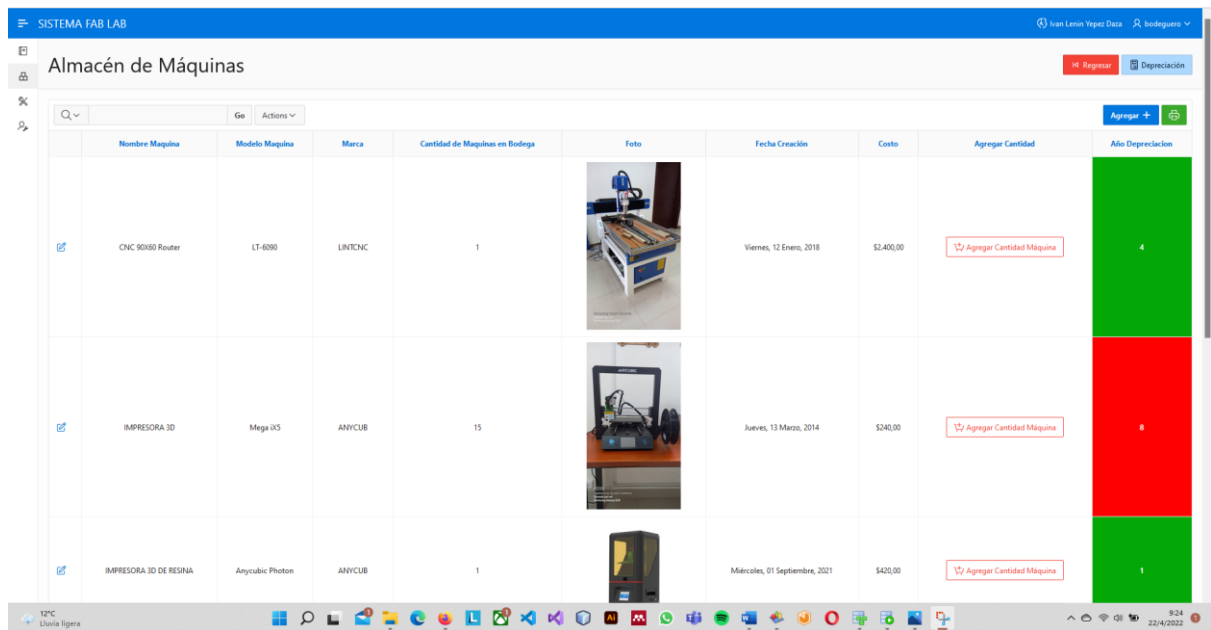 SISTEMA FAB LAB
Ivan Lenin Yepez Daza bodeguero
Almacén de Máquinas
Regresar Depreciación
Go Actions Agregar +
Nombre Maquina Modelo Maquina Marca Cantidad de Maquinas en Bodega Foto Fecha Creación Costo Agregar Cantidad Año Depreciacion
CNC 90X60 Router LT-6090 LINTCNC 1 Viernes, 12 Enero, 2018 $2.400,00 Agregar Cantidad Máquina 4
IMPRESORA 3D Mega iX5 ANYCUB 15 Jueves, 13 Marzo, 2014 $240,00 Agregar Cantidad Máquina 8
IMPRESORA 3D DE RESINA Anycubic Photon ANYCUB 1 Miércoles, 01 Septiembre, 2021 $420,00 Agregar Cantidad Máquina 1
12°C
Lluvia ligera
9:24
22/4/2022